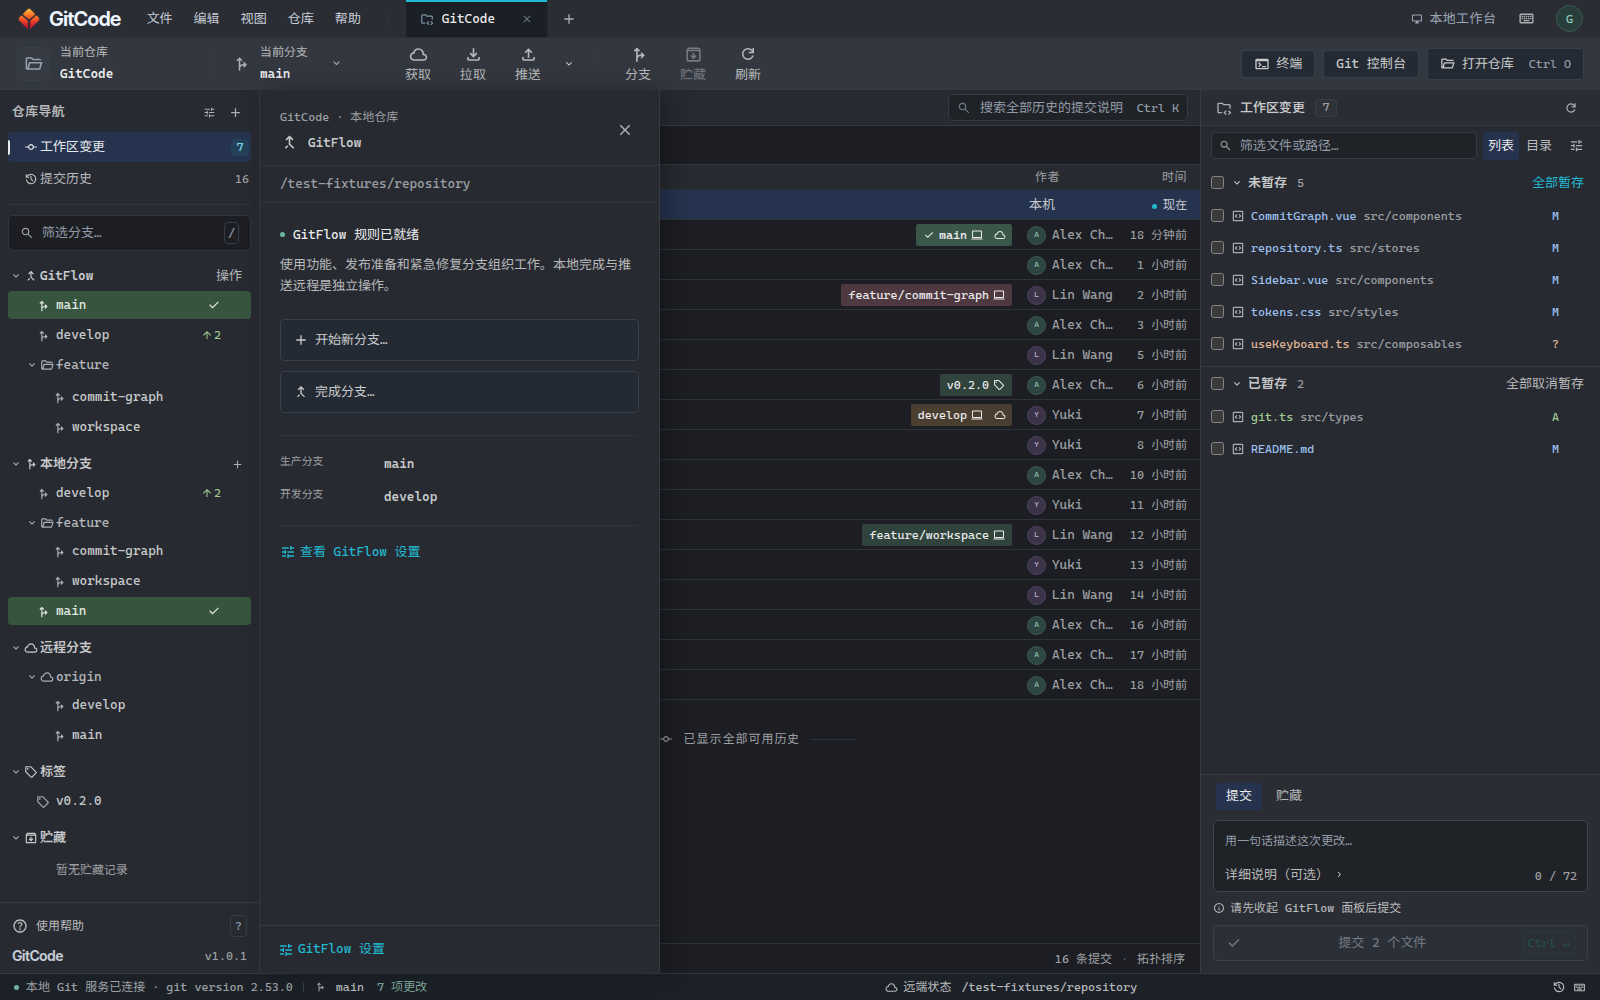 GitCode 文件 编辑 视图 仓库 帮助 GitCode 本地工作台 G
当前仓库
GitCode
当前分支
main
获取 拉取 推送 分支 贮藏 刷新
终端 Git 控制台 打开仓库 Ctrl O
仓库导航
工作区变更 7
提交历史 16
筛选分支… /
GitFlow 操作
main
develop 2
feature
commit-graph
workspace
本地分支
develop 2
feature
commit-graph
workspace
main
远程分支
origin
develop
main
标签
v0.2.0
贮藏
暂无贮藏记录
使用帮助 ?
GitCode v1.0.1
GitCode · 本地仓库
GitFlow
/test-fixtures/repository
GitFlow 规则已就绪
使用功能、发布准备和紧急修复分支组织工作。本地完成与推
送远程是独立操作。
开始新分支…
完成分支…
生产分支 main
开发分支 develop
查看 GitFlow 设置
GitFlow 设置
搜索全部历史的提交说明 Ctrl K
作者 时间
本机 现在
main A Alex Ch… 18 分钟前
A Alex Ch… 1 小时前
feature/commit-graph L Lin Wang 2 小时前
A Alex Ch… 3 小时前
L Lin Wang 5 小时前
v0.2.0 A Alex Ch… 6 小时前
develop Y Yuki 7 小时前
Y Yuki 8 小时前
A Alex Ch… 10 小时前
Y Yuki 11 小时前
feature/workspace L Lin Wang 12 小时前
Y Yuki 13 小时前
L Lin Wang 14 小时前
A Alex Ch… 16 小时前
A Alex Ch… 17 小时前
A Alex Ch… 18 小时前
已显示全部可用历史
16 条提交 · 拓扑排序
工作区变更 7
筛选文件或路径… 列表 目录
未暂存 5 全部暂存
CommitGraph.vue src/components M
repository.ts src/stores M
Sidebar.vue src/components M
tokens.css src/styles M
useKeyboard.ts src/composables ?
已暂存 2 全部取消暂存
git.ts src/types A
README.md M
提交 贮藏
用一句话描述这次更改…
详细说明（可选） › 0 / 72
请先收起 GitFlow 面板后提交
提交 2 个文件 Ctrl ↵
本地 Git 服务已连接 · git version 2.53.0 main 7 项更改 远端状态 /test-fixtures/repository